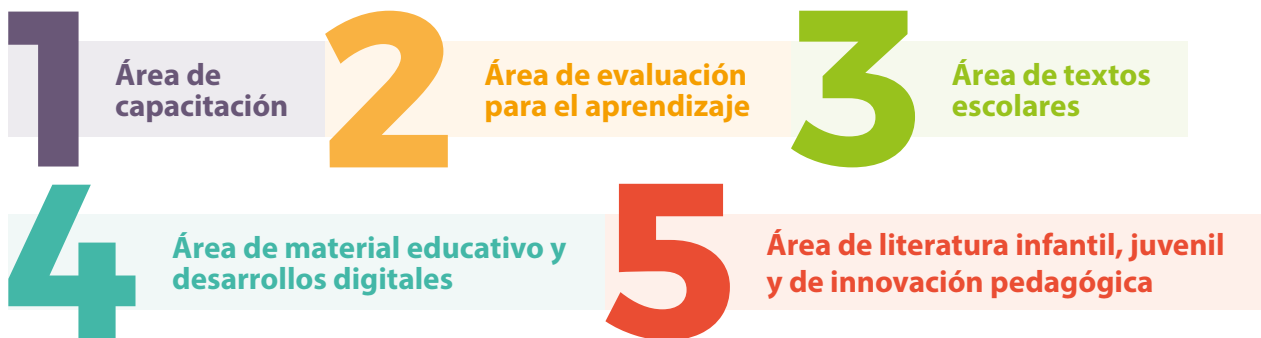 1
Área de
capacitación
2
Área de evaluación
para el aprendizaje
3
Área de textos
escolares
4
Área de material educativo y
desarrollos digitales
5
Área de literatura infantil, juvenil
y de innovación pedagógica